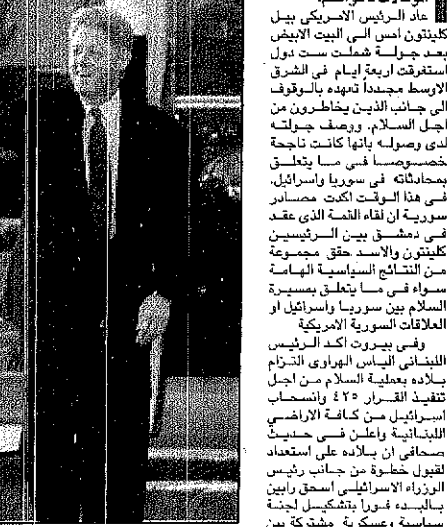 عاد الرئيس الامريكي بيل
كلينتون امس الى البيت الابيض
بعد جولة شملت ست دول
استغرقت اربعة ايام في الشرق
الاوسط مجددا تعهده بالوقوف
الى جانب الذين يخاطرون من
اجل السلام. ووصف جولته
لدى وصوله بانها كانت ناجحة
خصوصا في ما يتعلق
بمحادثاته في سوريا واسرائيل.
في هذا الوقت اكدت مصادر
سورية ان لقاء القمة الذي عقد
في دمشق بين الرئيسين
كلينتون والاسد حقق مجموعة
من النتائج السياسية الهامة
سواء في ما يتعلق بمسيرة
السلام بين سوريا واسرائيل او
العلاقات السورية الامريكية
وفي بيروت اكد الرئيس
اللبناني الياس الهراوي التزام
بلاده بعملية السلام من اجل
تنفيذ القرار ٤٢٥ وانسحاب
اسرائيل من كافة الاراضي
اللبنانية واعلن في حديث
صحافي ان بلاده على استعداد
لقبول خطوة من جانب رئيس
الوزراء الاسرائيلي اسحق رابين
بالبدء فورا بتشكيل لجنة
سياسية وعسكرية مشتركة بين